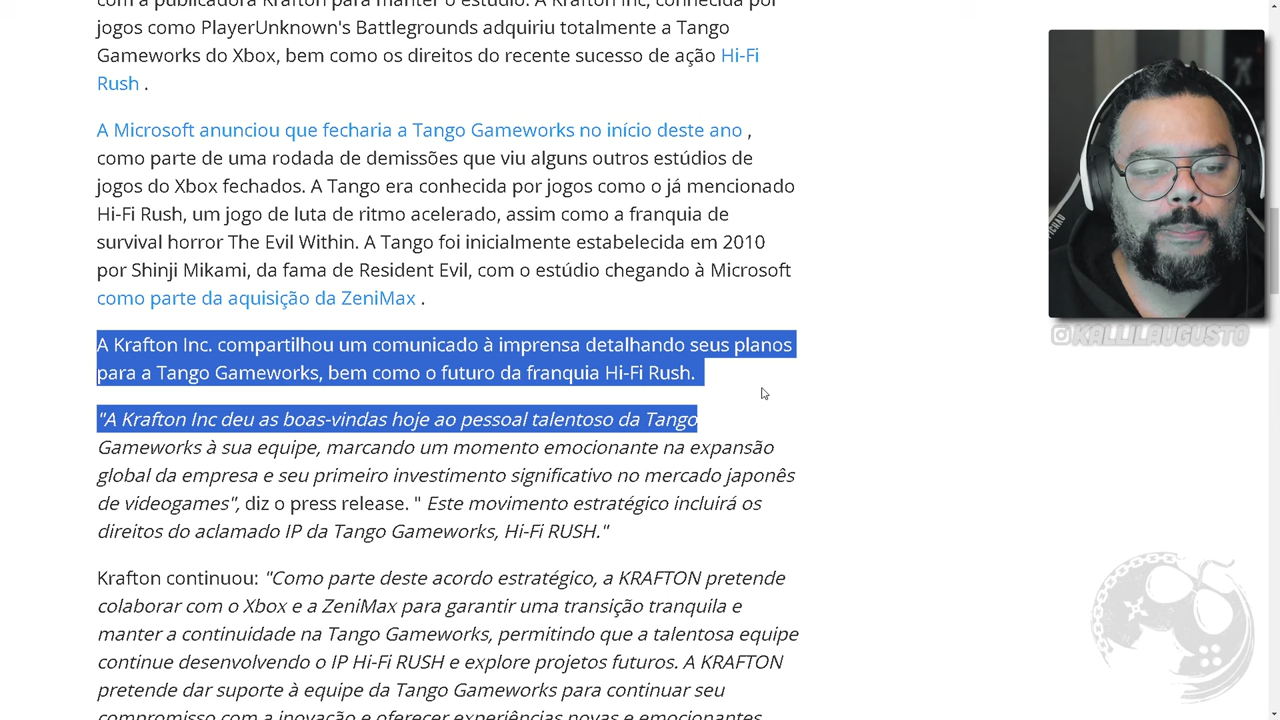 com a publicadora Krafton para manter o estúdio. A Krafton Inc, conhecida por
jogos como PlayerUnknown's Battlegrounds adquiriu totalmente a Tango
Gameworks do Xbox, bem como os direitos do recente sucesso de ação Hi-Fi
Rush .
A Microsoft anunciou que fecharia a Tango Gameworks no início deste ano ,
como parte de uma rodada de demissões que viu alguns outros estúdios de
jogos do Xbox fechados. A Tango era conhecida por jogos como o já mencionado
Hi-Fi Rush, um jogo de luta de ritmo acelerado, assim como a franquia de
survival horror The Evil Within. A Tango foi inicialmente estabelecida em 2010
por Shinji Mikami, da fama de Resident Evil, com o estúdio chegando à Microsoft
como parte da aquisição da ZeniMax .
A Krafton Inc. compartilhou um comunicado à imprensa detalhando seus planos
para a Tango Gameworks, bem como o futuro da franquia Hi-Fi Rush.
"A Krafton Inc deu as boas-vindas hoje ao pessoal talentoso da Tango
Gameworks à sua equipe, marcando um momento emocionante na expansão
global da empresa e seu primeiro investimento significativo no mercado japonês
de videogames", diz o press release. " Este movimento estratégico incluirá os
direitos do aclamado IP da Tango Gameworks, Hi-Fi RUSH."
Krafton continuou: "Como parte deste acordo estratégico, a KRAFTON pretende
colaborar com o Xbox e a ZeniMax para garantir uma transição tranquila e
manter a continuidade na Tango Gameworks, permitindo que a talentosa equipe
continue desenvolvendo o IP Hi-Fi RUSH e explore projetos futuros. A KRAFTON
pretende dar suporte à equipe da Tango Gameworks para continuar seu
compromisso com a inovação e oferecer experiências novas e emocionantes
PICHAU
@KALLILAUGUSTO